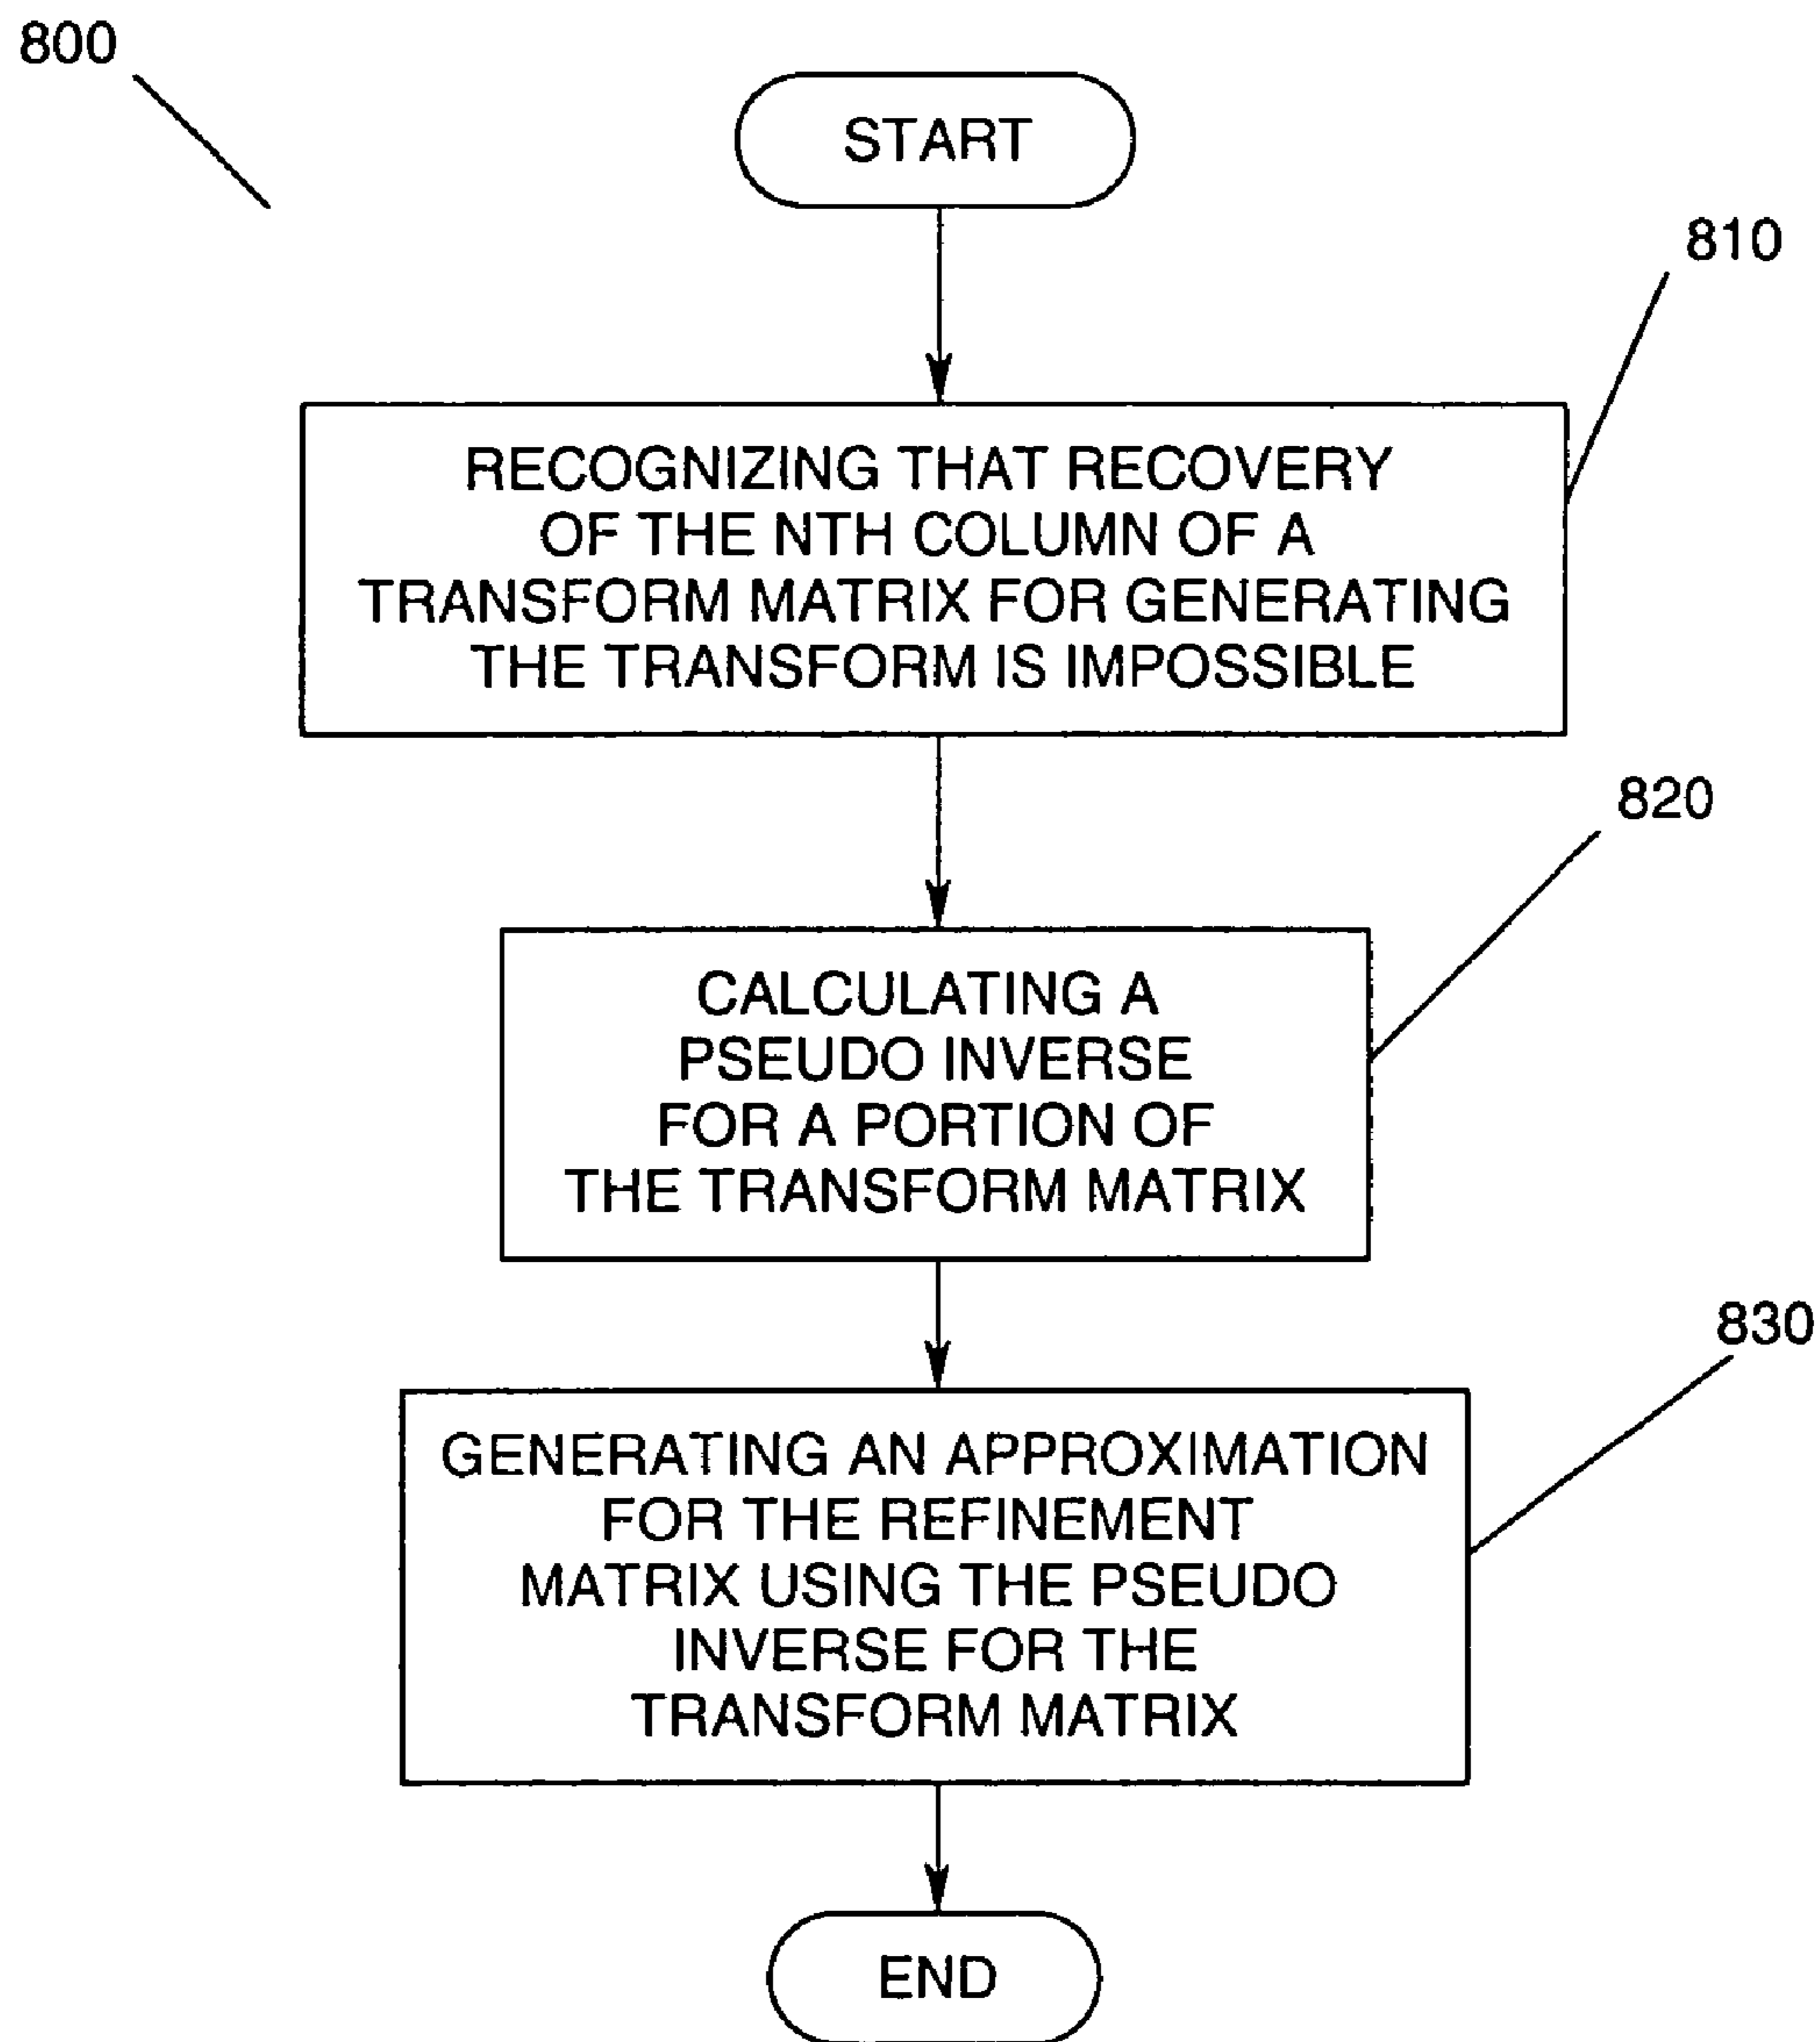 800
START
810
RECOGNIZING THAT RECOVERY
OF THE NTH COLUMN OF A
TRANSFORM MATRIX FOR GENERATING
THE TRANSFORM IS IMPOSSIBLE
820
CALCULATING A
PSEUDO INVERSE
FOR A PORTION OF
THE TRANSFORM MATRIX
830
GENERATING AN APPROXIMATION
FOR THE REFINEMENT
MATRIX USING THE PSEUDO
INVERSE FOR THE
TRANSFORM MATRIX
END